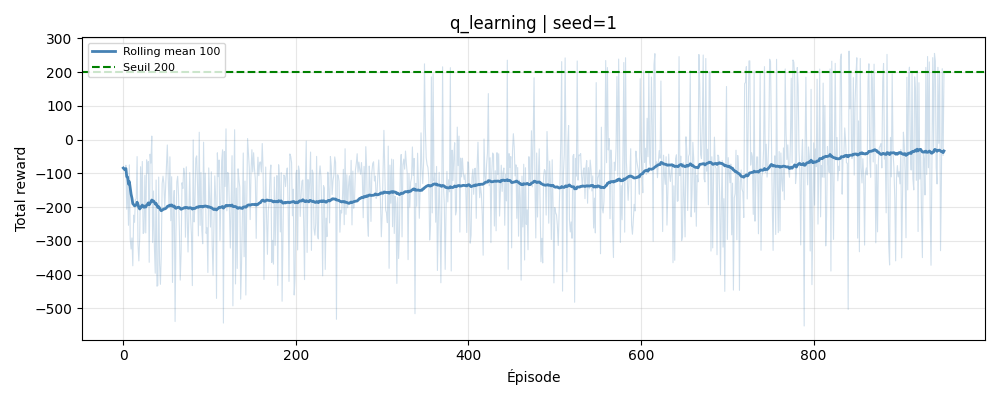 q_learning | seed=1
Rolling mean 100
Seuil 200
Total reward
300
200
100
0
−100
−200
−300
−400
−500
0
200
400
600
800
Épisode